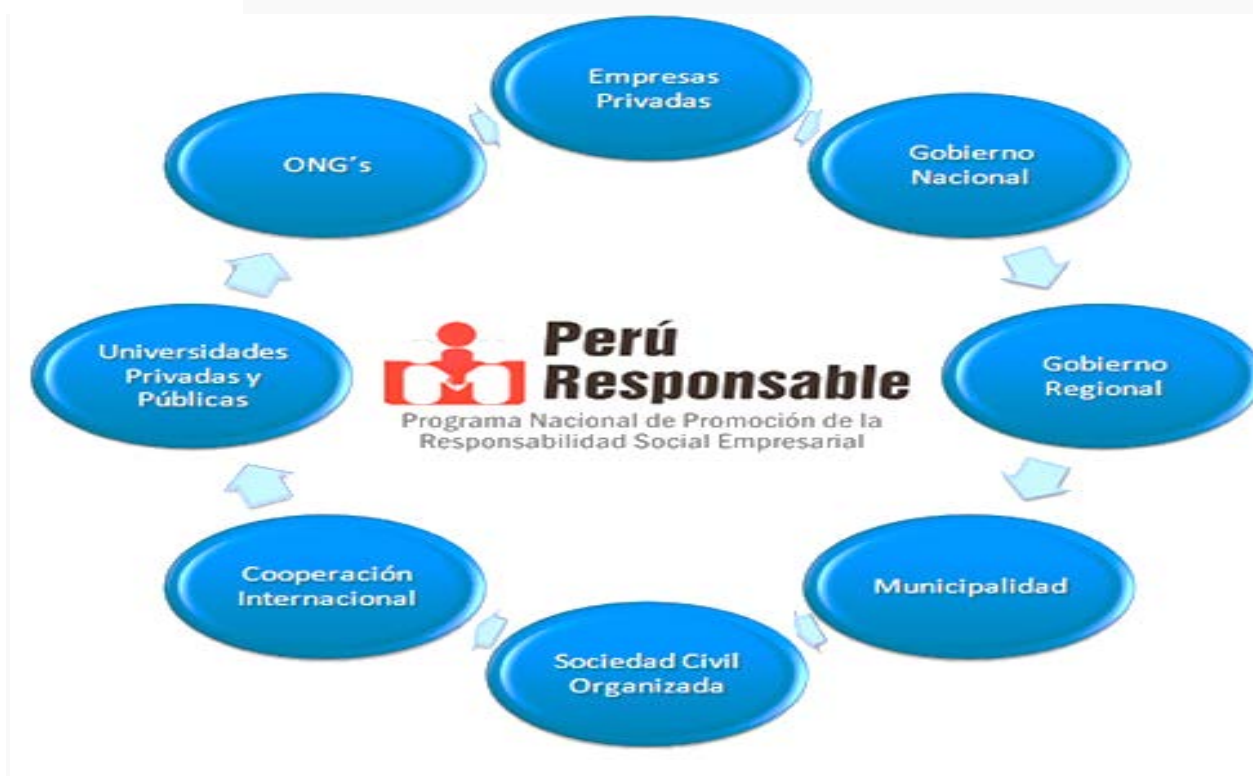 Empresas
Privadas
Gobierno
Nacional
Gobierno
Regional
Municipalidad
Sociedad Civil
Organizada
Cooperación
Internacional
Universidades
Privadas y
Públicas
ONG´s
Perú
Responsable
Programa Nacional de Promoción de la
Responsabilidad Social Empresarial